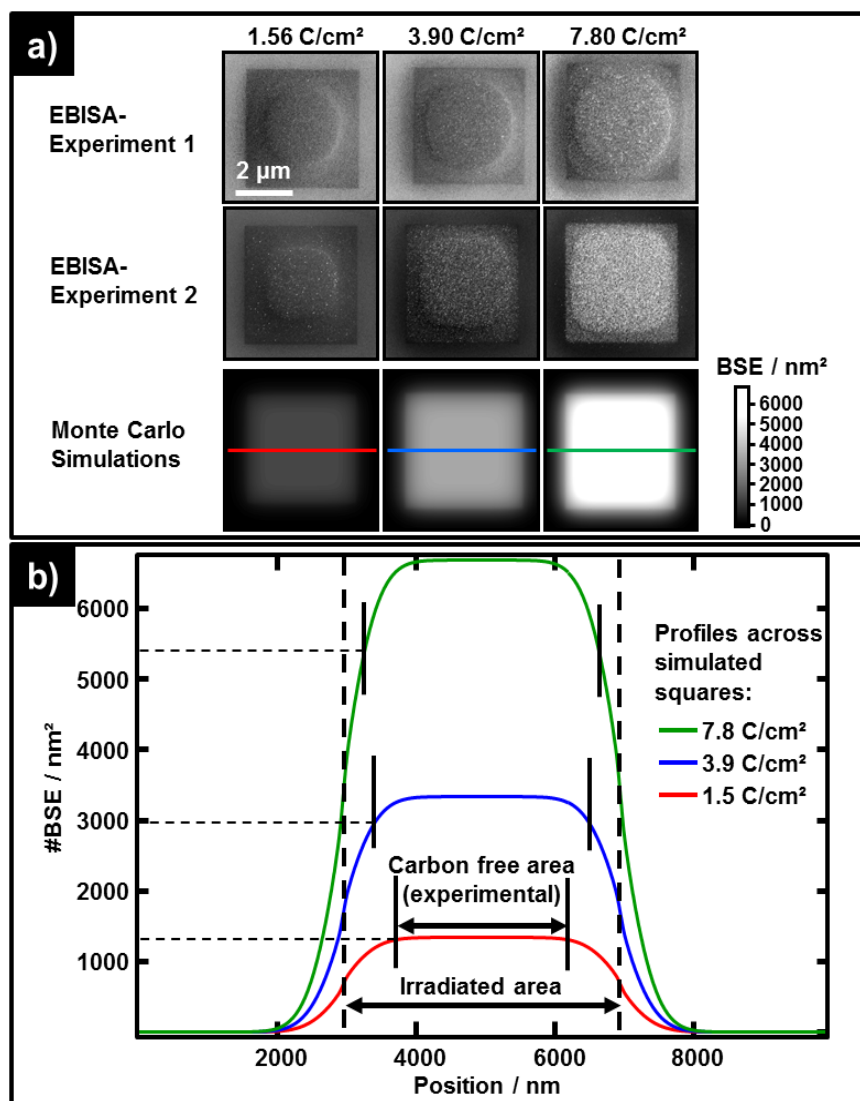 a)
1.56 C/cm² 3.90 C/cm² 7.80 C/cm²
EBISA-
Experiment 1
2 µm
EBISA-
Experiment 2
BSE / nm²
Monte Carlo
Simulations
6000
5000
4000
3000
2000
1000
0
b)
#BSE / nm²
6000
5000
4000
3000
2000
1000
Profiles across
simulated
squares:
7.8 C/cm²
3.9 C/cm²
1.5 C/cm²
Carbon free area
(experimental)
Irradiated area
2000 4000 6000 8000
Position / nm